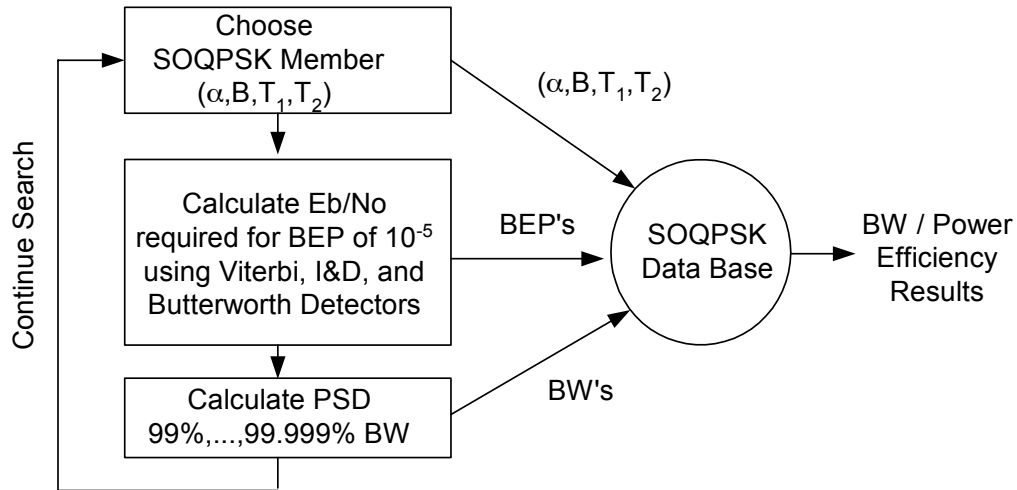 Choose
SOQPSK Member
(α,B,T₁,T₂)
Calculate Eb/No
required for BEP of 10⁻⁵
using Viterbi, I&D, and
Butterworth Detectors
Calculate PSD
99%,...,99.999% BW
Continue Search
(α,B,T₁,T₂)
BEP's
BW's
SOQPSK
Data Base
BW / Power
Efficiency
Results